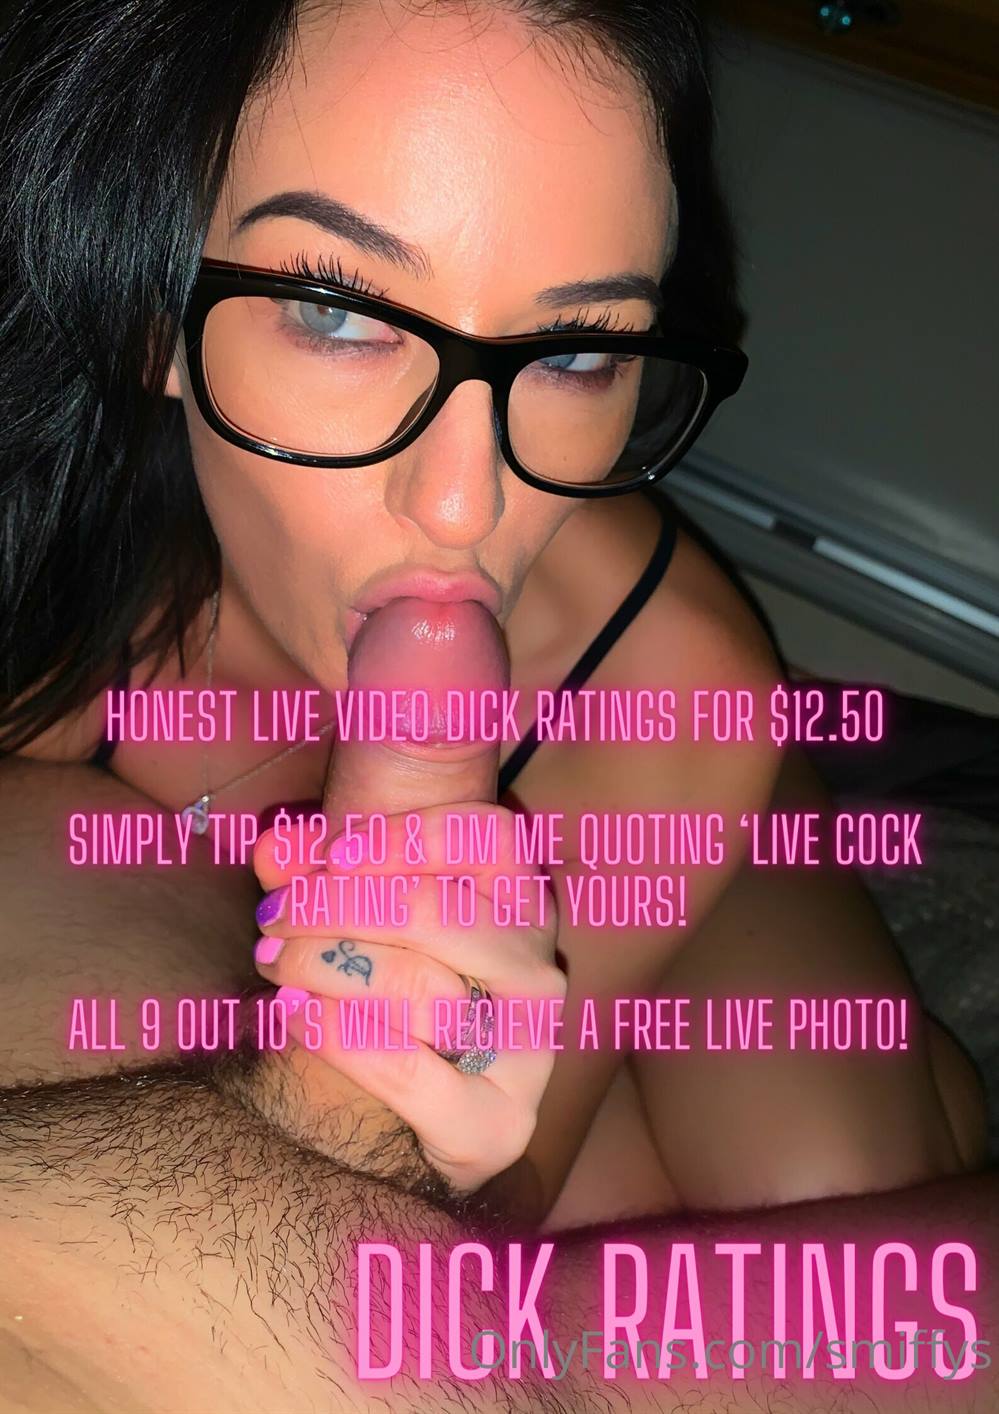 HONEST LIVE VIDEO DICK RATINGS FOR $12.50
SIMPLY TIP $12.50 & DM ME QUOTING ‘LIVE COCK
RATING’ TO GET YOURS!
ALL 9 OUT 10’S WILL RECIEVE A FREE LIVE PHOTO!
DICK RATINGS
OnlyFans.com/smiffys